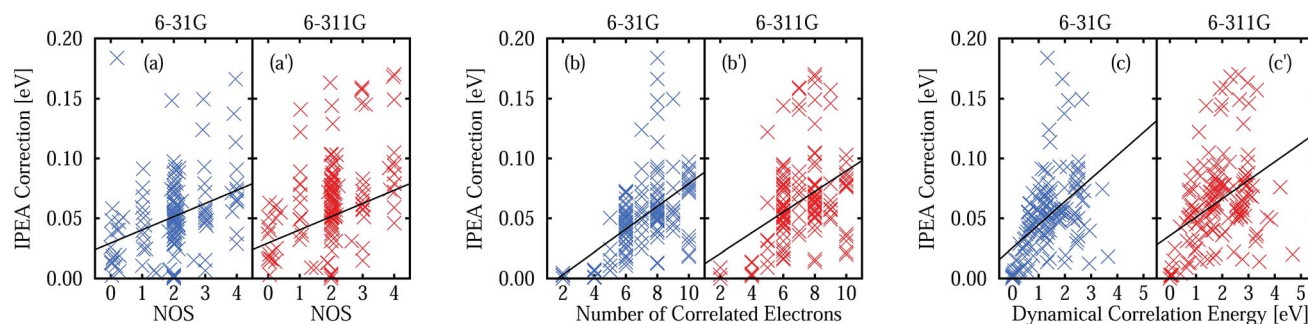 6-31G 6-311G
IPEA Correction [eV]
0.20
0.15
0.10
0.05
0.00
(a) (a')
0 1 2 3 4 0 1 2 3 4
NOS NOS
6-31G 6-311G
IPEA Correction [eV]
0.20
0.15
0.10
0.05
0.00
(b) (b')
2 4 6 8 10 2 4 6 8 10
Number of Correlated Electrons
6-31G 6-311G
IPEA Correction [eV]
0.20
0.15
0.10
0.05
0.00
(c) (c')
0 1 2 3 4 5 0 1 2 3 4 5
Dynamical Correlation Energy [eV]